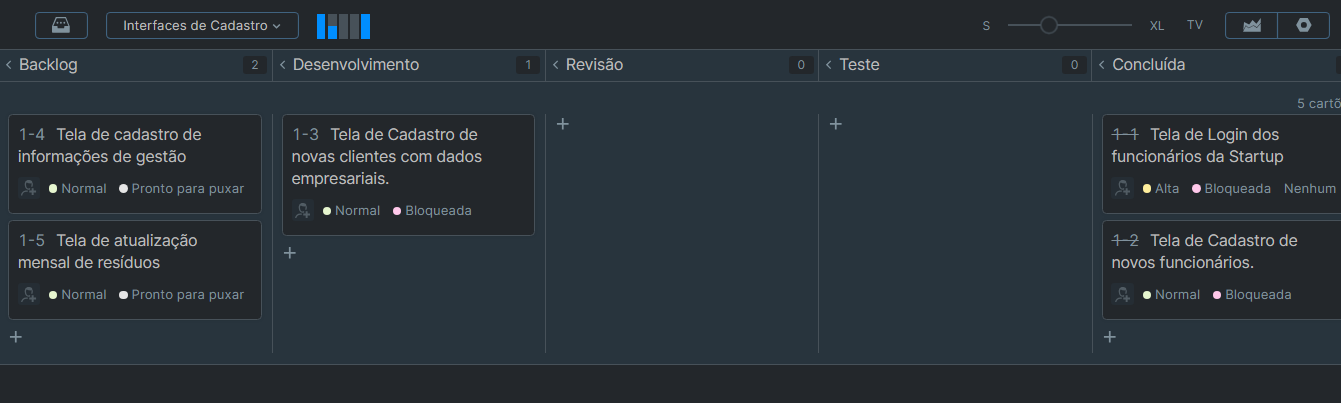 Interfaces de Cadastro
S
XL
TV
Backlog
2
Desenvolvimento
1
Revisão
0
Teste
0
Concluída
5 cartõ
1-4 Tela de cadastro de
informações de gestão
Normal
Pronto para puxar
1-5 Tela de atualização
mensal de resíduos
Normal
Pronto para puxar
1-3 Tela de Cadastro de
novas clientes com dados
empresariais.
Normal
Bloqueada
1-1 Tela de Login dos
funcionários da Startup
Alta
Bloqueada
Nenhum
1-2 Tela de Cadastro de
novos funcionários.
Normal
Bloqueada